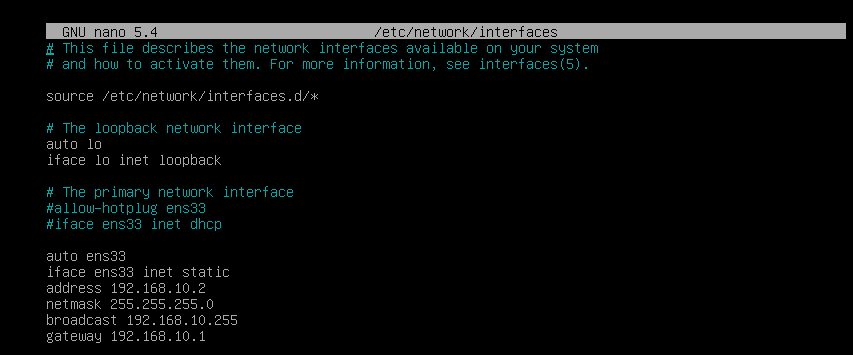 GNU nano 5.4 /etc/network/interfaces
# This file describes the network interfaces available on your system
# and how to activate them. For more information, see interfaces(5).
source /etc/network/interfaces.d/*
# The loopback network interface
auto lo
iface lo inet loopback
# The primary network interface
#allow-hotplug ens33
#iface ens33 inet dhcp
auto ens33
iface ens33 inet static
address 192.168.10.2
netmask 255.255.255.0
broadcast 192.168.10.255
gateway 192.168.10.1